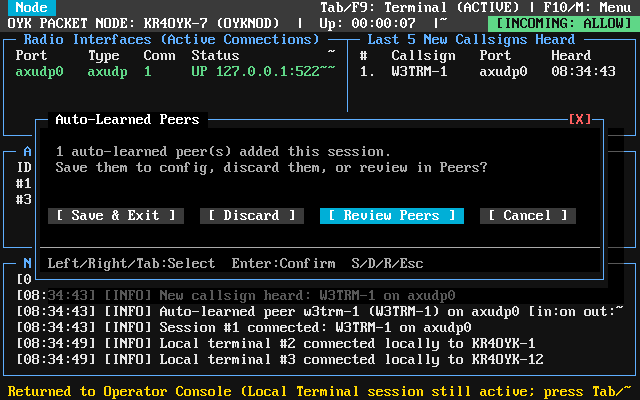 Node Tab/F9: Terminal (ACTIVE) | F10/M: Menu
OYK PACKET NODE: KR4OYK-7 (OYKNOD) | Up: 00:00:07 |~ [INCOMING: ALLOW]
Radio Interfaces (Active Connections) Last 5 New Callsigns Heard
Port Type Conn Status ~ # Callsign Port Heard
axudp0 axudp 1 UP 127.0.0.1:522~~ 1. W3TRM-1 axudp0 08:34:43
Auto-Learned Peers [X]
A
1 auto-learned peer(s) added this session.
ID
Save them to config, discard them, or review in Peers?
#1
#3
[ Save & Exit ] [ Discard ] [ Review Peers ] [ Cancel ]
N
Left/Right/Tab:Select Enter:Confirm S/D/R/Esc
[0
[08:34:43] [INFO] New callsign heard: W3TRM-1 on axudp0
[08:34:43] [INFO] Auto-learned peer w3trm-1 (W3TRM-1) on axudp0 [in:on out:~
[08:34:43] [INFO] Session #1 connected: W3TRM-1 on axudp0
[08:34:49] [INFO] Local terminal #2 connected locally to KR4OYK-1
[08:34:49] [INFO] Local terminal #3 connected locally to KR4OYK-12
Returned to Operator Console (Local Terminal session still active; press Tab/~